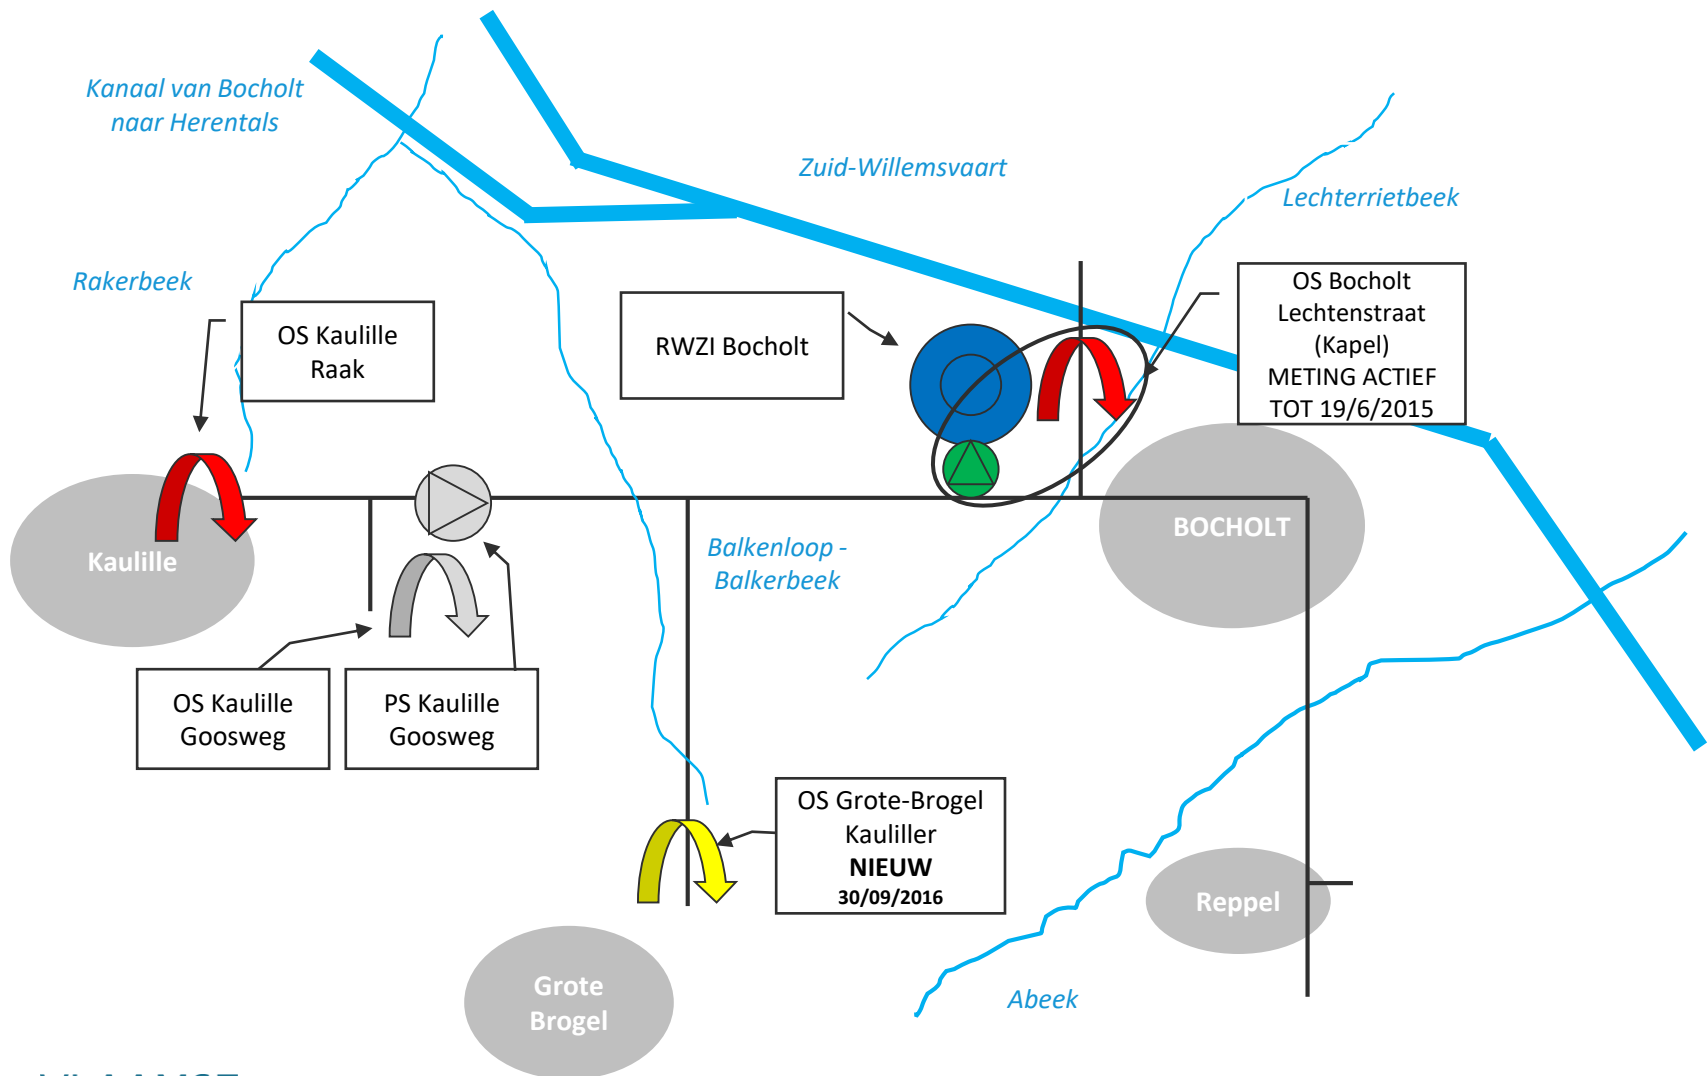 Kanaal van Bocholt
naar Herentals
Zuid-Willemsvaart
Lechterrietbeek
Rakerbeek
OS Kaulille
Raak
RWZI Bocholt
OS Bocholt
Lechtenstraat
(Kapel)
METING ACTIEF
TOT 19/6/2015
Kaulille
BOCHOLT
Balkenloop -
Balkerbeek
OS Kaulille
Goosweg
PS Kaulille
Goosweg
OS Grote-Brogel
Kauliller
NIEUW
30/09/2016
Reppel
Grote
Brogel
Abeek